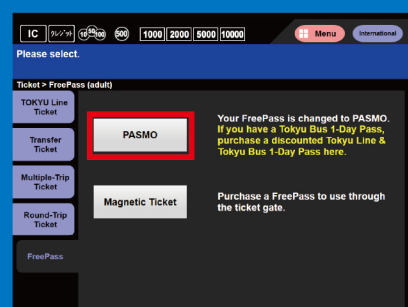 IC クレジット 10 50 100 500 1000 2000 5000 10000 Menu International
Please select.
Ticket > FreePass (adult)
TOKYU Line
Ticket
Transfer
Ticket
Multiple-Trip
Ticket
Round-Trip
Ticket
FreePass
PASMO
Your FreePass is changed to PASMO.
If you have a Tokyu Bus 1-Day Pass,
purchase a discounted Tokyu Line &
Tokyu Bus 1-Day Pass here.
Magnetic Ticket
Purchase a FreePass to use through
the ticket gate.